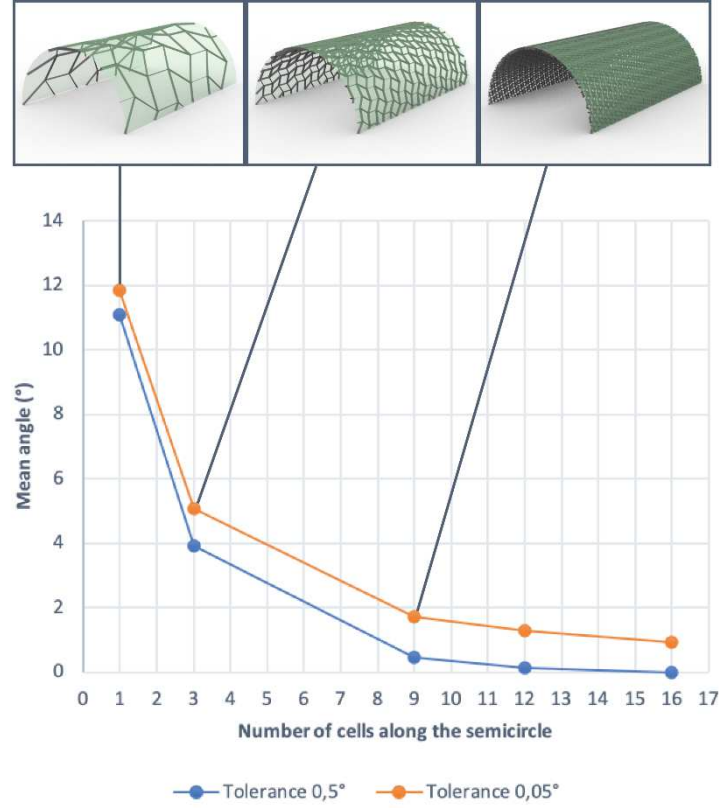 14
12
10
8
6
4
2
0
Mean angle (°)
0 1 2 3 4 5 6 7 8 9 10 11 12 13 14 15 16 17
Number of cells along the semicircle
Tolerance 0,5° Tolerance 0,05°